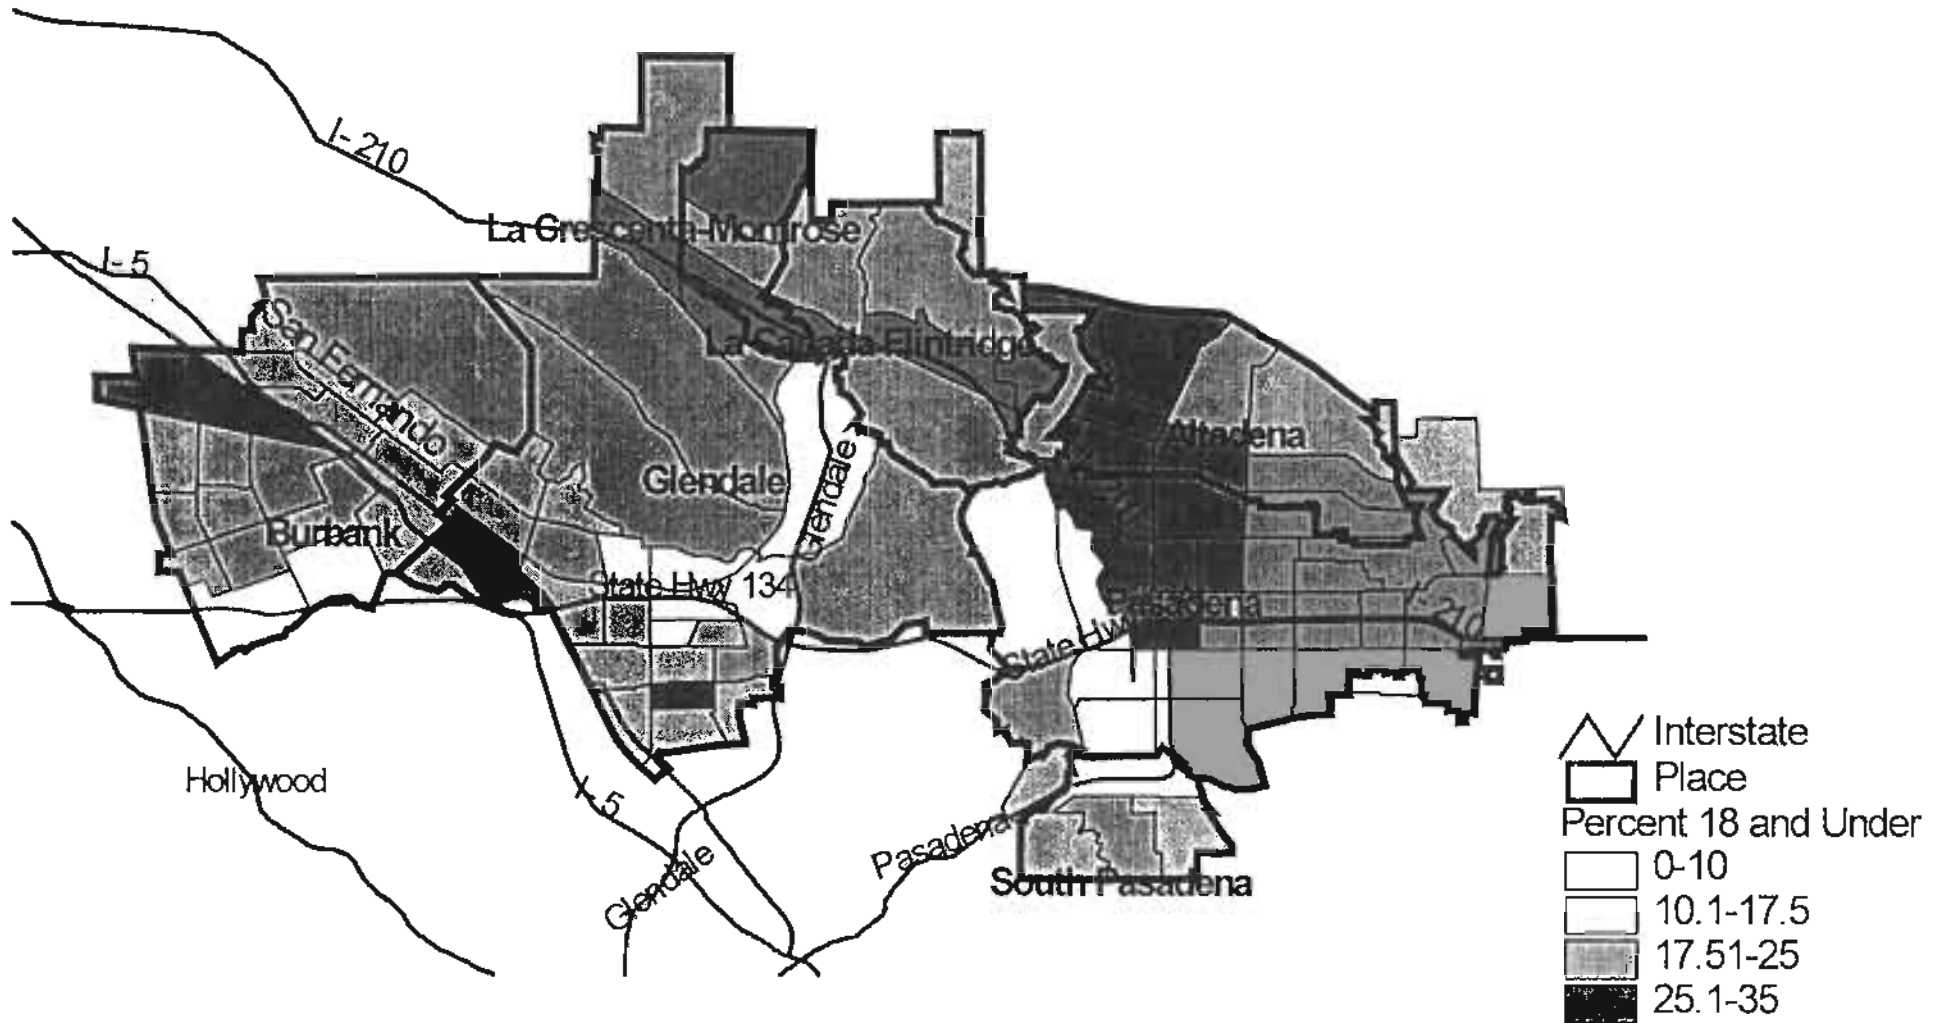 I-210
La Crescenta-Montrose
I-5
San Fernando
La Canada Flintridge
Altadena
Glendale
Glendale
Burbank
State Hwy 134
Pasadena
I-210
State Hwy
Interstate
Place
Hollywood
I-5
Percent 18 and Under
Pasadena
0-10
South Pasadena
Glendale
10.1-17.5
17.51-25
25.1-35